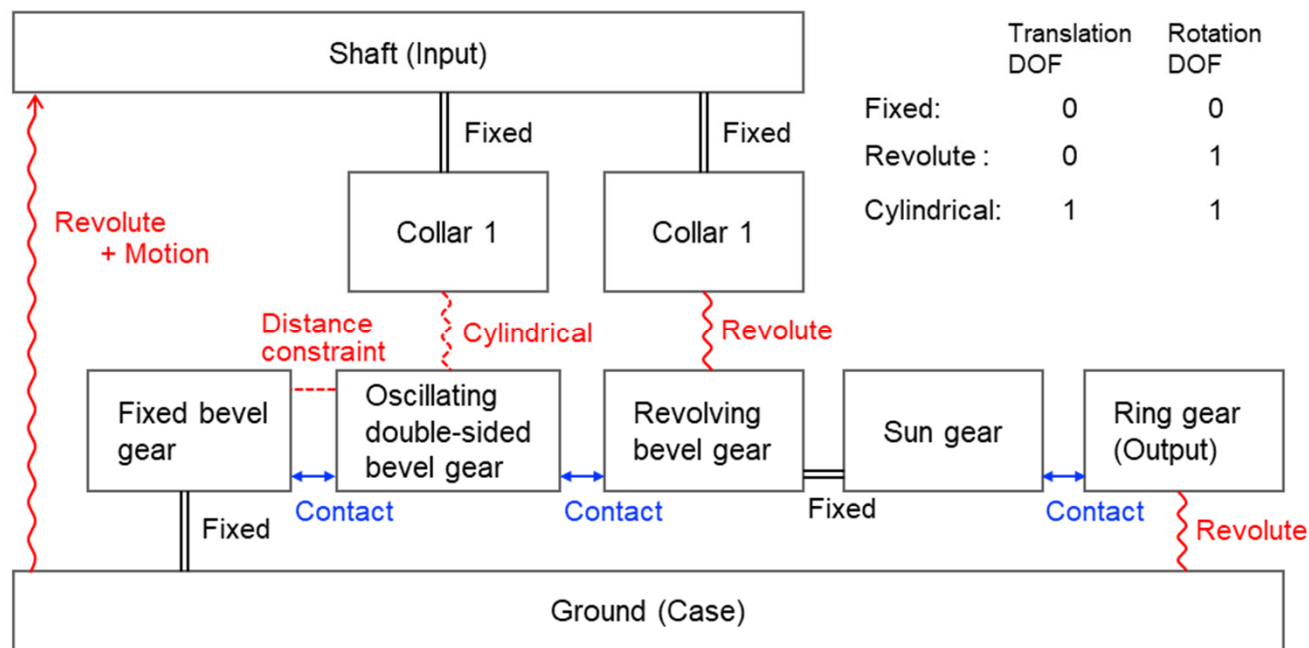 Shaft (Input)
Translation
DOF
Rotation
DOF
Fixed: 0 0
Revolute : 0 1
Cylindrical: 1 1
Fixed
Fixed
Collar 1
Collar 1
Revolute
+ Motion
Distance
constraint
Cylindrical
Revolute
Fixed bevel
gear
Oscillating
double-sided
bevel gear
Revolving
bevel gear
Sun gear
Ring gear
(Output)
Contact
Contact
Fixed
Contact
Fixed
Revolute
Ground (Case)